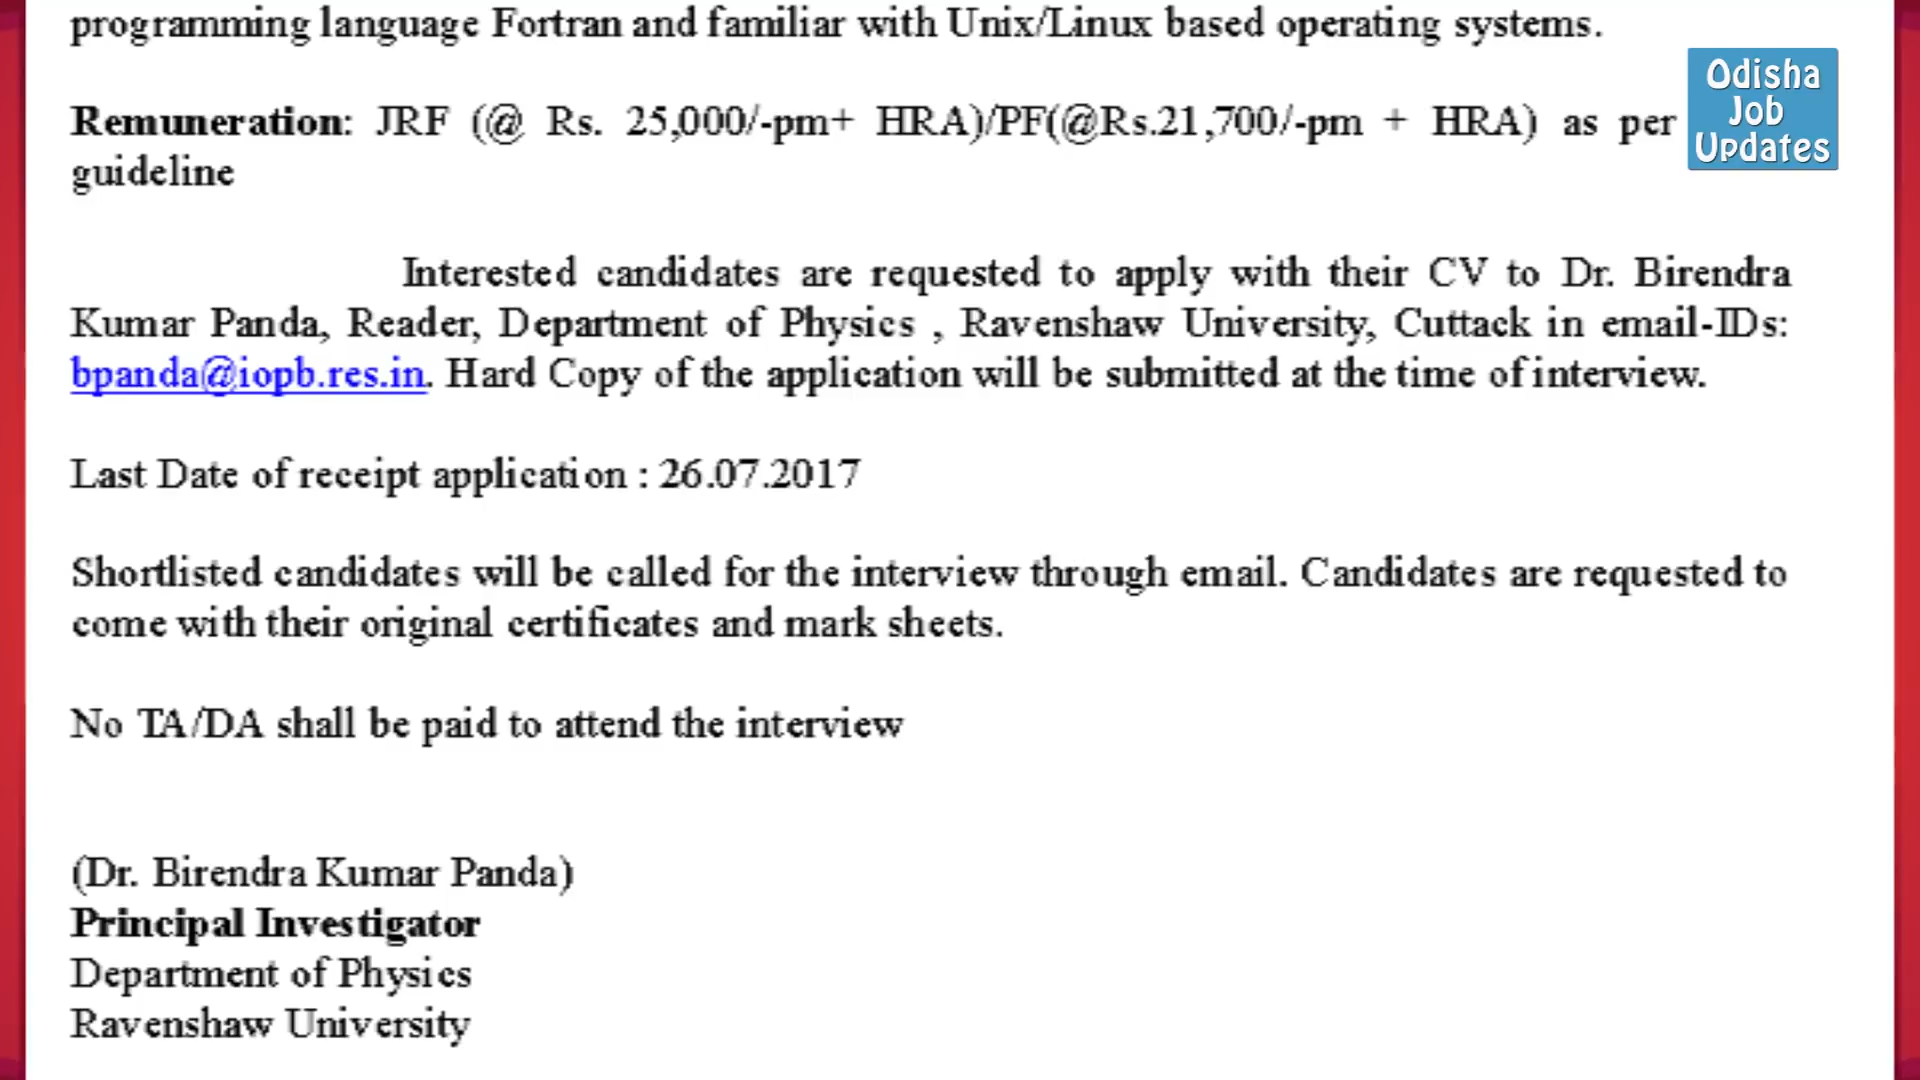 programming language Fortran and familiar with Unix/Linux based operating systems.
Odisha
Job
Updates
Remuneration: JRF (@ Rs. 25,000/-pm+ HRA)/PF(@Rs.21,700/-pm + HRA) as per
guideline
Interested candidates are requested to apply with their CV to Dr. Birendra
Kumar Panda, Reader, Department of Physics , Ravenshaw University, Cuttack in email-IDs:
bpanda@iopb.res.in. Hard Copy of the application will be submitted at the time of interview.
Last Date of receipt application : 26.07.2017
Shortlisted candidates will be called for the interview through email. Candidates are requested to
come with their original certificates and mark sheets.
No TA/DA shall be paid to attend the interview
(Dr. Birendra Kumar Panda)
Principal Investigator
Department of Physics
Ravenshaw University